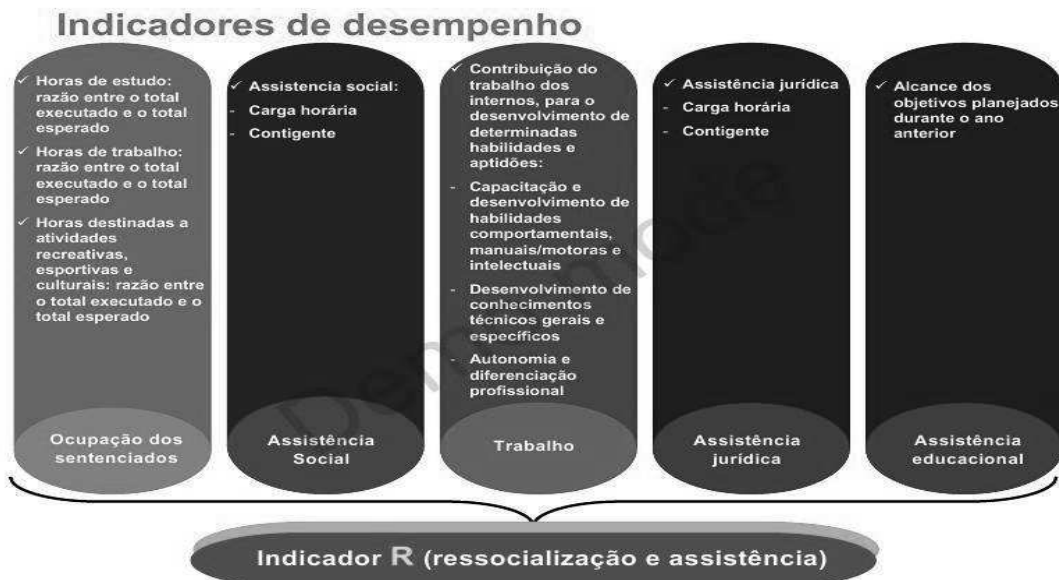 Indicadores de desempenho
✓ Horas de estudo:
razão entre o total
executado e o total
esperado
✓ Horas de trabalho:
razão entre o total
executado e o total
esperado
✓ Horas destinadas a
atividades
recreativas,
esportivas e
culturais: razão entre
o total executado e o
total esperado
Ocupação dos
sentenciados
✓ Assistencia social:
- Carga horária
- Contigente
Assistência
Social
✓ Contribuição do
trabalho dos
internos, para o
desenvolvimento de
determinadas
habilidades e
aptidões:
- Capacitação e
desenvolvimento de
habilidades
comportamentais,
manuais/motoras e
intelectuais
- Desenvolvimento de
conhecimentos
técnicos gerais e
específicos
- Autonomia e
diferenciação
profissional
Trabalho
✓ Assistência jurídica
- Carga horária
- Contigente
Assistência
jurídica
✓ Alcance dos
objetivos planejados
durante o ano
anterior
Assistência
educacional
Indicador R (ressocialização e assistência)